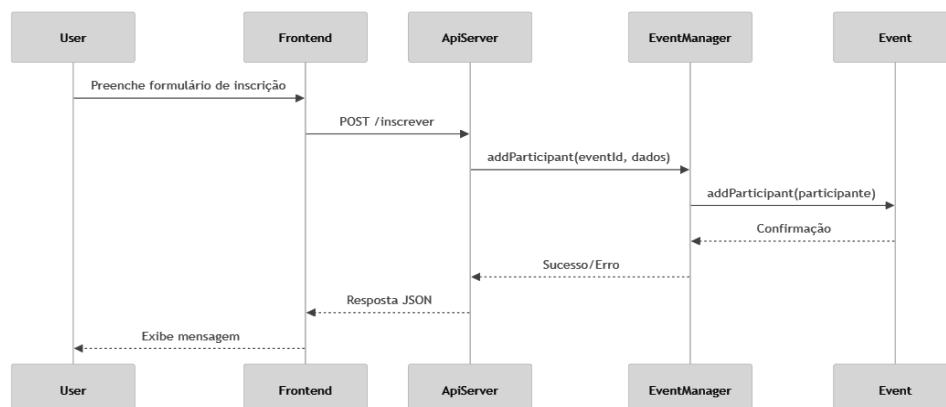 User
Frontend
ApiServer
EventManager
Event
Preenche formulário de inscrição
POST /inscrever
addParticipant(eventId, dados)
addParticipant(participante)
Confirmação
Sucesso/Erro
Resposta JSON
Exibe mensagem
User
Frontend
ApiServer
EventManager
Event